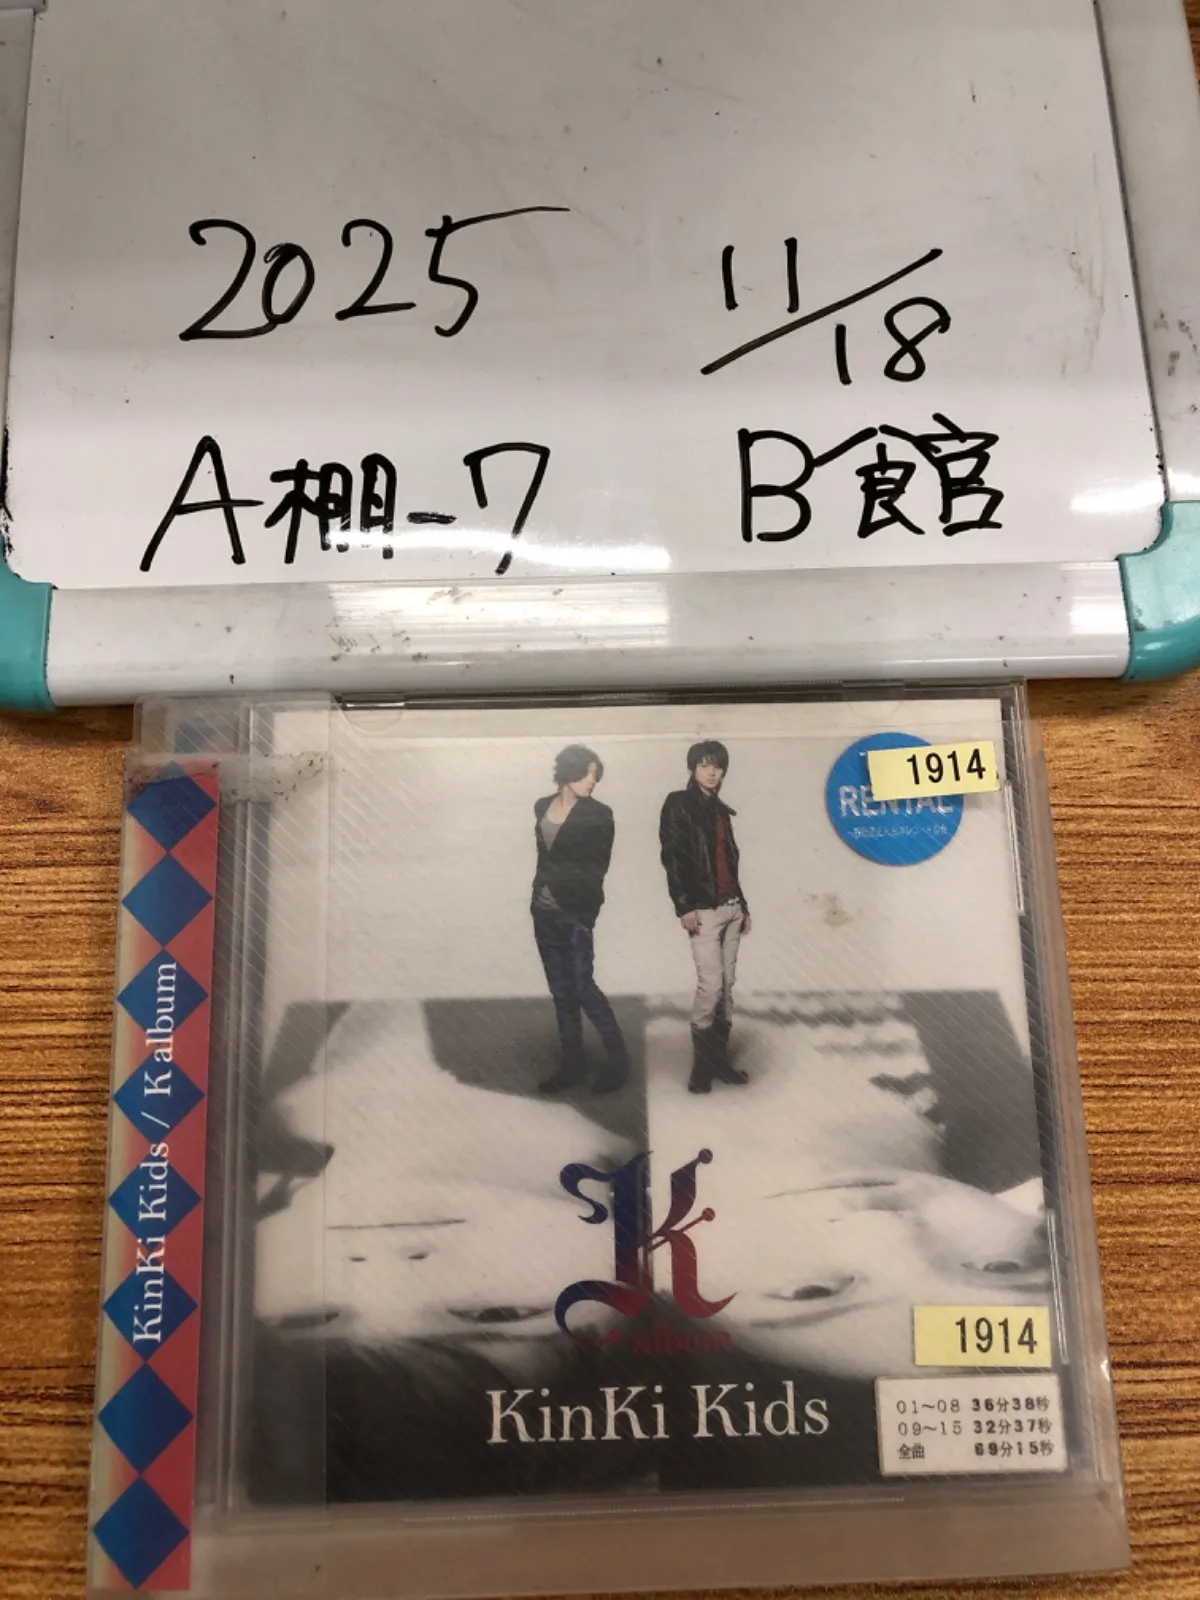 2025 11/18
A棚-7 B館
1914
RENTAL
KinKi Kids / K album
K
album
1914
KinKi Kids
01～08 36分38秒
09～15 32分37秒
全曲 69分15秒